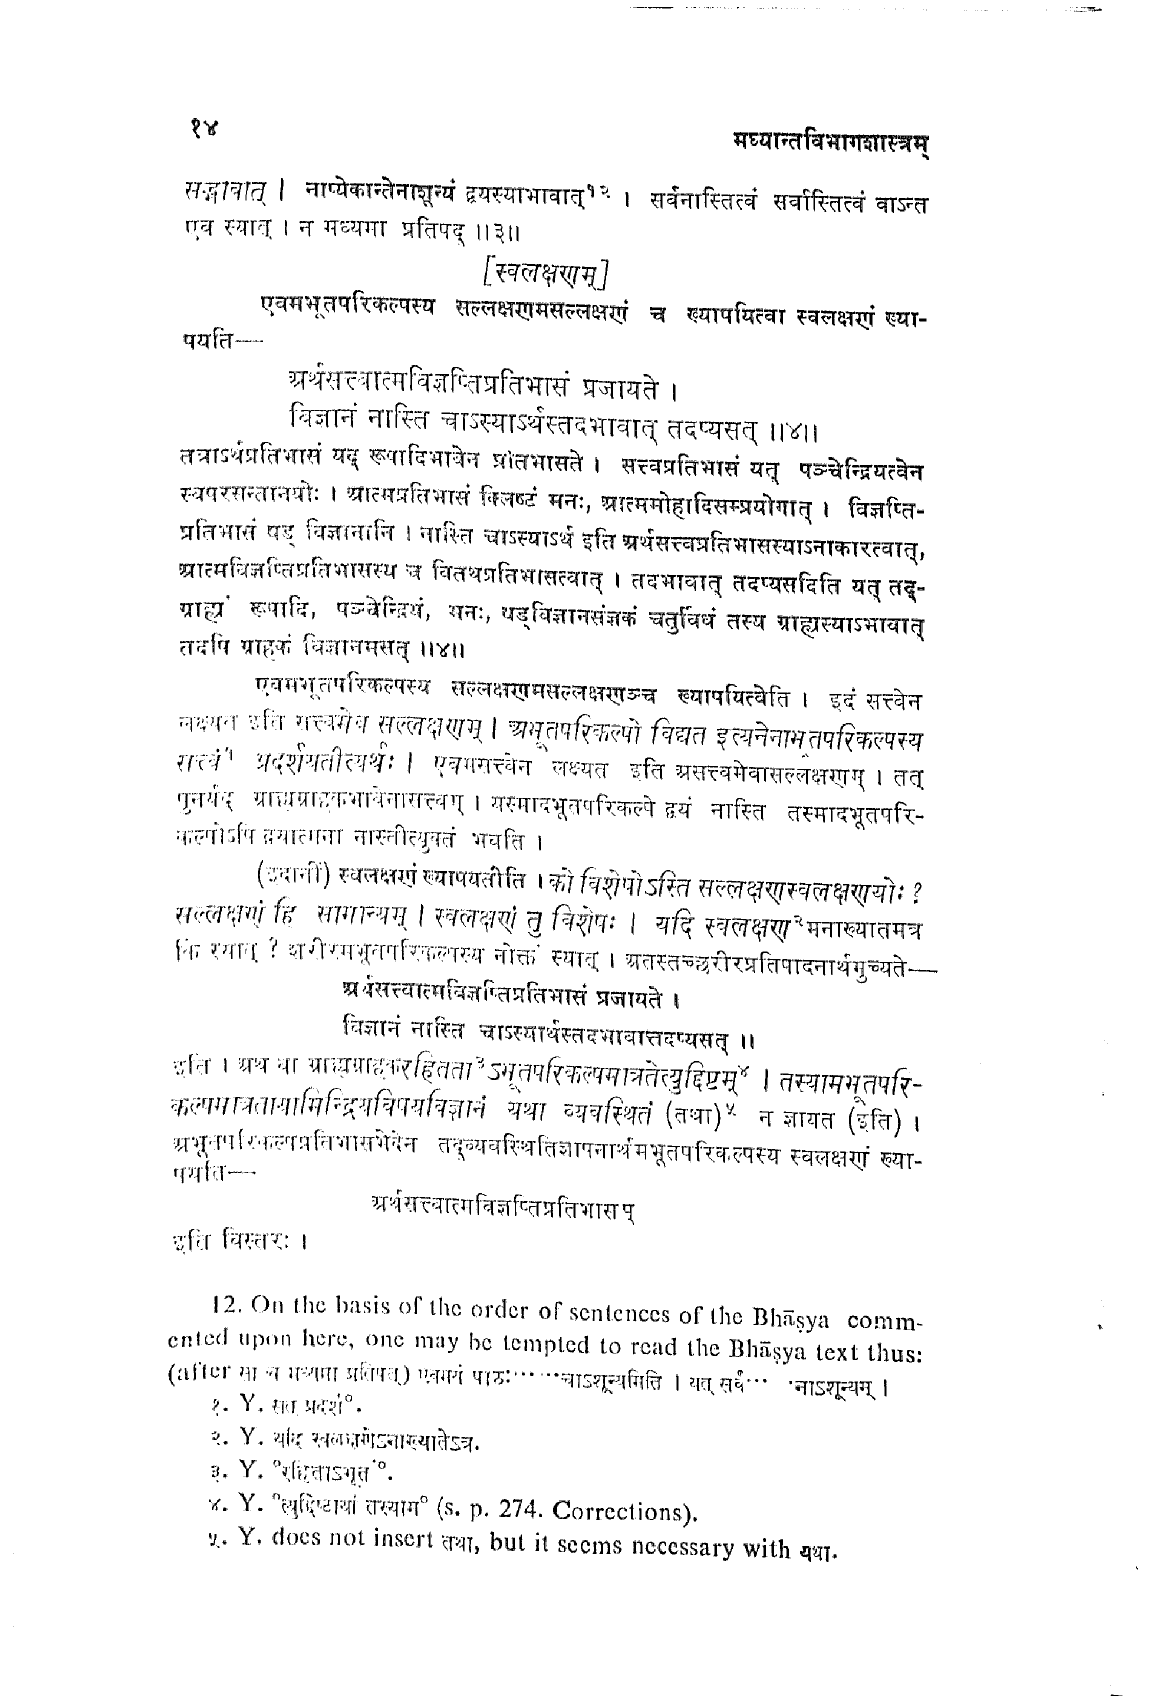 १४
मध्यान्तविभागशास्त्रम्
सद्भावात् । नाप्येकान्तेनाशून्यं द्वयस्याभावात्१२ । सर्वनास्तित्वं सर्वास्तित्वं वाऽन्त
एव स्यात् । न मध्यमा प्रतिपद् ॥३॥
[स्वलक्षणम्]
एवमभूतपरिकल्पस्य सल्लक्षणमसल्लक्षणं च ख्यापयित्वा स्वलक्षणं ख्या-
पयति—
अर्थसत्त्वात्मविज्ञप्तिप्रतिभासं प्रजायते ।
विज्ञानं नास्ति चाऽस्याऽर्थस्तदभावात् तदप्यसत् ॥४॥
तत्राऽर्थप्रतिभासं यद् रूपादिभावेन प्रतिभासते । सत्त्वप्रतिभासं यत् पञ्चेन्द्रियत्वेन
स्वपरसन्तानयोः । आत्मप्रतिभासं क्लिष्टं मनः, आत्ममोहादिसम्प्रयोगात् । विज्ञप्ति-
प्रतिभासं षड् विज्ञानानि । नास्ति चाऽस्याऽर्थ इति अर्थसत्त्वप्रतिभासस्याऽनाकारत्वात्,
आत्मविज्ञप्तिप्रतिभासस्य च वितथप्रतिभासत्वात् । तदभावात् तदप्यसदिति यत् तद्-
ग्राह्यं रूपादि, पञ्चेन्द्रियं, मनः, षड्विज्ञानसंज्ञकं चतुर्विधं तस्य ग्राह्यस्याऽभावात्
तदपि ग्राहकं विज्ञानमसत् ॥४॥
एवमभूतपरिकल्पस्य सल्लक्षणमसल्लक्षणञ्च ख्यापयित्वेति । इदं सत्त्वेन
लक्ष्यत इति सत्त्वमेव सल्लक्षणम् । अभूतपरिकल्पो विद्यत इत्यनेनाभूतपरिकल्पस्य
सत्त्वं१ प्रदर्शयतीत्यर्थः । एवमसत्त्वेन लक्ष्यत इति असत्त्वमेवासल्लक्षणम् । तत्
पुनर्यद् ग्राह्यग्राहकभावेनासत्त्वम् । यस्मादभूतपरिकल्पे द्वयं नास्ति तस्मादभूतपरि-
कल्पोऽपि द्वयात्मना नास्तीत्युक्तं भवति ।
(इदानीं) स्वलक्षणं ख्यापयतीति । को विशेषोऽस्ति सल्लक्षणस्वलक्षणयोः ?
सल्लक्षणं हि सामान्यम् । स्वलक्षणं तु विशेषः । यदि स्वलक्षण२मनाख्यातमत्र
किं स्यात् ? शरीरमभूतपरिकल्पस्य नोक्तं स्यात् । अतस्तच्छरीरप्रतिपादनार्थमुच्यते—
अर्थसत्त्वात्मविज्ञप्तिप्रतिभासं प्रजायते ।
विज्ञानं नास्ति चाऽस्यार्थस्तदभावात्तदप्यसत् ॥
इति । अथ वा ग्राह्यग्राहकरहितता३ऽभूतपरिकल्पमात्रतेत्युद्दिष्टम्४ । तस्यामभूतपरि-
कल्पमात्रतायामिन्द्रियविषयविज्ञानं यथा व्यवस्थितं (तथा)५ न ज्ञायत (इति) ।
अभूतपरिकल्पप्रतिभासभेदेन तद्व्यवस्थितिज्ञापनार्थमभूतपरिकल्पस्य स्वलक्षणं ख्या-
पयति—
अर्थसत्त्वात्मविज्ञप्तिप्रतिभासम्
इति विस्तरः ।
12. On the basis of the order of sentences of the Bhāṣya comm-
ented upon here, one may be tempted to read the Bhāṣya text thus:
(after सा च मध्यमा प्रतिपत्) एवमयं पाठः······चाऽशून्यमिति । यत् सर्वं··· ·नाऽशून्यम् ।
१. Y. सत् प्रदर्श°.
२. Y. यदि स्वलक्षणेऽनाख्यातेऽत्र.
३. Y. °रहिताऽभूत°.
४. Y. °त्युद्दिष्टायां तस्याम° (s. p. 274. Corrections).
५. Y. does not insert तथा, but it seems necessary with यथा.